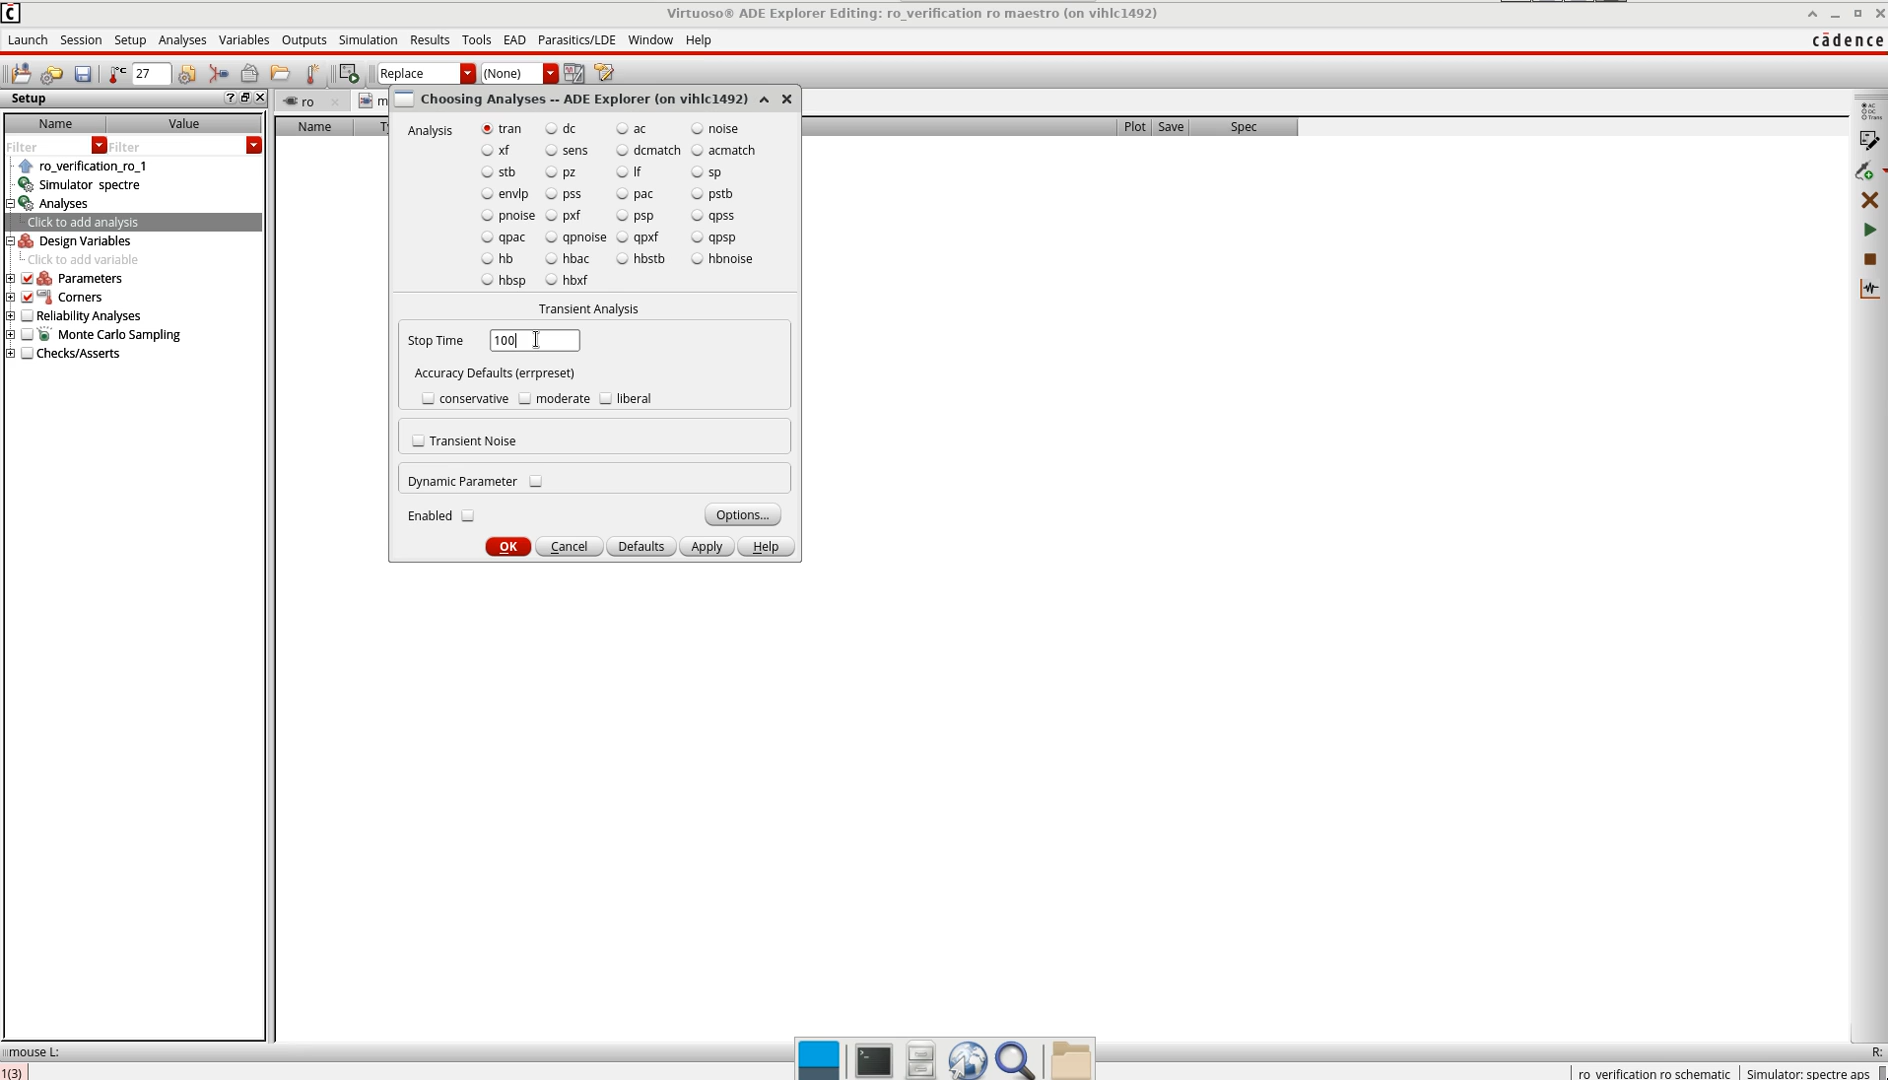 Virtuoso® ADE Explorer Editing: ro_verification ro maestro (on vihlc1492)
Launch Session Setup Analyses Variables Outputs Simulation Results Tools EAD Parasitics/LDE Window Help
cādence
°C 27 Replace (None)
Setup
Name Value
Filter Filter
ro_verification_ro_1
Simulator spectre
Analyses
Click to add analysis
Design Variables
Click to add variable
Parameters
Corners
Reliability Analyses
Monte Carlo Sampling
Checks/Asserts
ro
Name
Plot Save Spec
Choosing Analyses -- ADE Explorer (on vihlc1492)
Analysis tran dc ac noise
xf sens dcmatch acmatch
stb pz lf sp
envlp pss pac pstb
pnoise pxf psp qpss
qpac qpnoise qpxf qpsp
hb hbac hbstb hbnoise
hbsp hbxf
Transient Analysis
Stop Time 100
Accuracy Defaults (errpreset)
conservative moderate liberal
Transient Noise
Dynamic Parameter
Enabled Options...
OK Cancel Defaults Apply Help
mouse L: R:
1(3) ro verification ro schematic Simulator: spectre aps